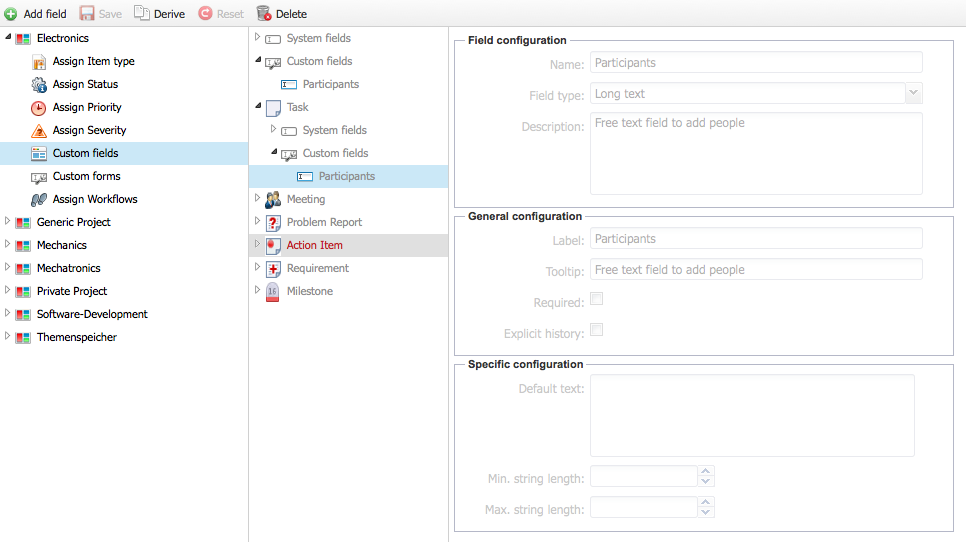 Add field Save Derive Reset Delete
Electronics
Assign Item type
Assign Status
Assign Priority
Assign Severity
Custom fields
Custom forms
Assign Workflows
Generic Project
Mechanics
Mechatronics
Private Project
Software-Development
Themenspeicher
System fields
Custom fields
Participants
Task
System fields
Custom fields
Participants
Meeting
Problem Report
Action Item
Requirement
16
Milestone
Field configuration
Name: Participants
Field type: Long text
Description: Free text field to add people
General configuration
Label: Participants
Tooltip: Free text field to add people
Required:
Explicit history:
Specific configuration
Default text:
Min. string length:
Max. string length: